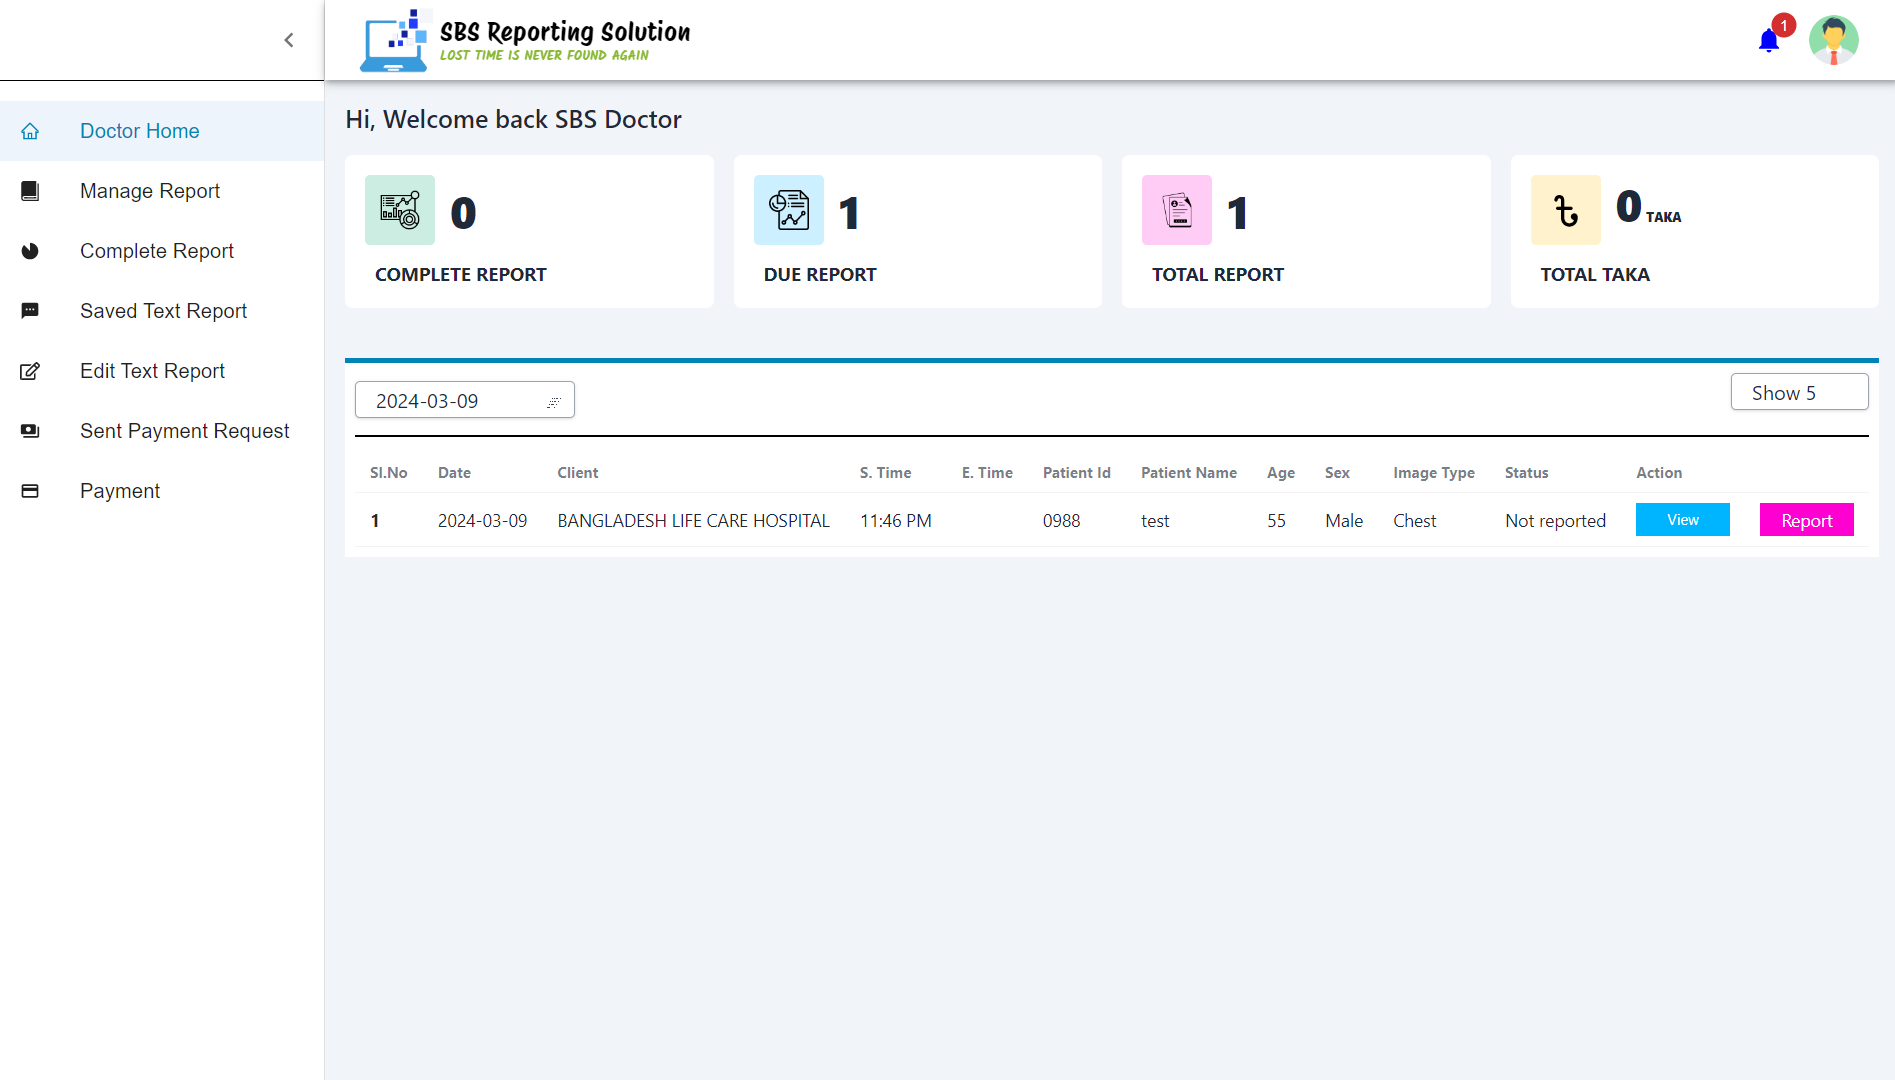 SBS Reporting Solution
LOST TIME IS NEVER FOUND AGAIN
1
Doctor Home
Manage Report
Complete Report
Saved Text Report
Edit Text Report
Sent Payment Request
Payment
Hi, Welcome back SBS Doctor
0
COMPLETE REPORT
1
DUE REPORT
1
TOTAL REPORT
৳ 0 TAKA
TOTAL TAKA
2024-03-09
Show 5
Sl.No Date Client S. Time E. Time Patient Id Patient Name Age Sex Image Type Status Action
1 2024-03-09 BANGLADESH LIFE CARE HOSPITAL 11:46 PM 0988 test 55 Male Chest Not reported View Report